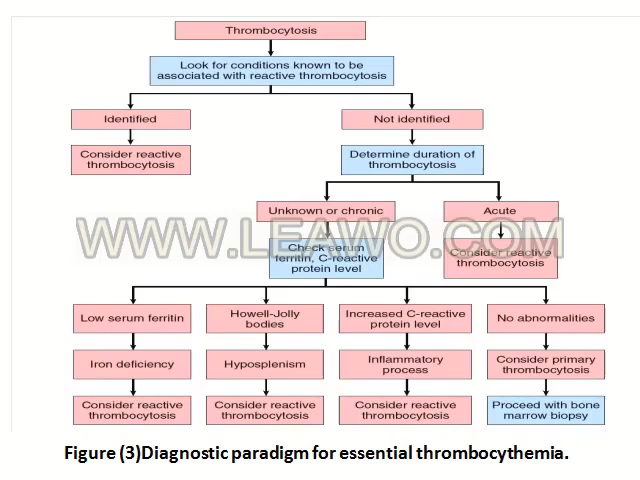 Thrombocytosis
Look for conditions known to be
associated with reactive thrombocytosis
Identified
Not identified
Consider reactive
thrombocytosis
Determine duration of
thrombocytosis
Unknown or chronic
Acute
WWW.LEAWO.COM
Check serum
ferritin, C-reactive
protein level
Consider reactive
thrombocytosis
Low serum ferritin
Howell-Jolly
bodies
Increased C-reactive
protein level
No abnormalities
Iron deficiency
Hyposplenism
Inflammatory
process
Consider primary
thrombocytosis
Consider reactive
thrombocytosis
Consider reactive
thrombocytosis
Consider reactive
thrombocytosis
Proceed with bone
marrow biopsy
Figure (3)Diagnostic paradigm for essential thrombocythemia.